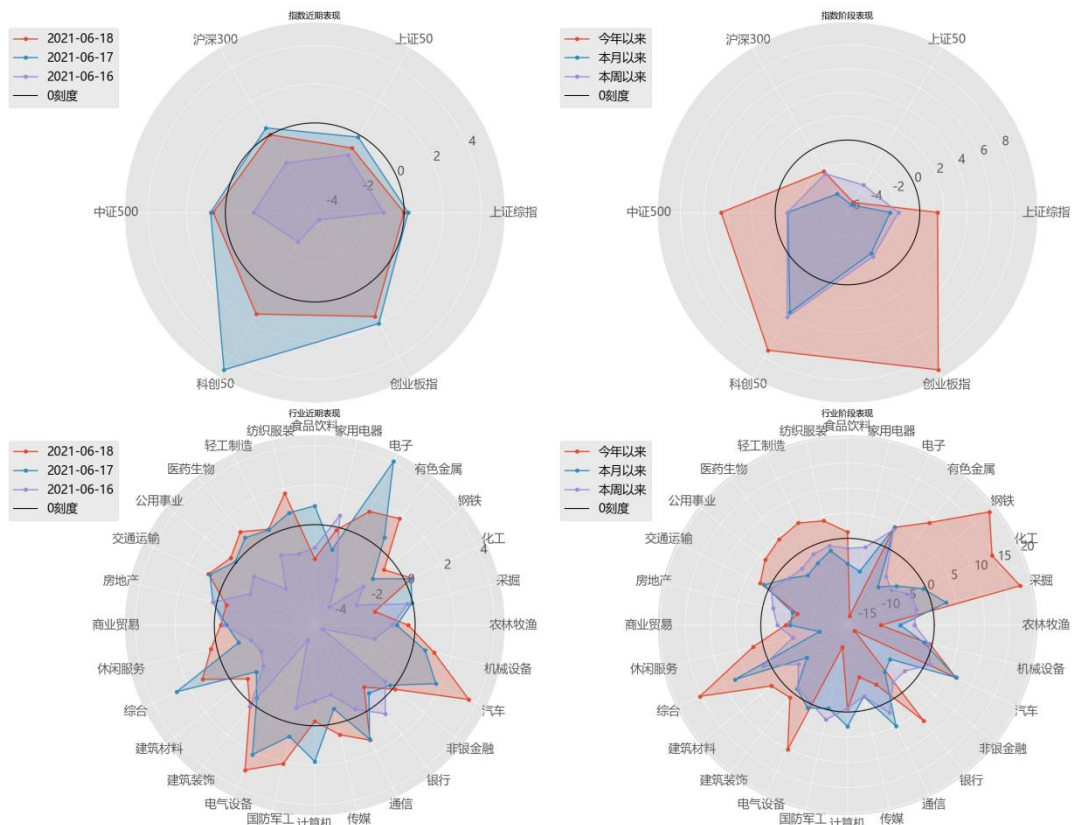 指数近期表现
2021-06-18
2021-06-17
2021-06-16
0刻度
沪深300
上证50
中证500
上证综指
科创50
创业板指
-4
-2
0
2
4
指数阶段表现
今年以来
本月以来
本周以来
0刻度
沪深300
上证50
中证500
上证综指
科创50
创业板指
-6
-4
-2
0
2
4
6
8
行业近期表现
2021-06-18
2021-06-17
2021-06-16
0刻度
食品饮料
纺织服装
家用电器
轻工制造
电子
医药生物
有色金属
公用事业
钢铁
交通运输
化工
房地产
采掘
商业贸易
农林牧渔
休闲服务
机械设备
综合
汽车
建筑材料
非银金融
建筑装饰
银行
电气设备
通信
国防军工
传媒
计算机
-4
-2
0
2
4
行业阶段表现
今年以来
本月以来
本周以来
0刻度
食品饮料
纺织服装
家用电器
轻工制造
电子
医药生物
有色金属
公用事业
钢铁
交通运输
化工
房地产
采掘
商业贸易
农林牧渔
休闲服务
机械设备
综合
汽车
建筑材料
非银金融
建筑装饰
银行
电气设备
通信
国防军工
传媒
计算机
-15
-10
-5
0
5
10
15
20